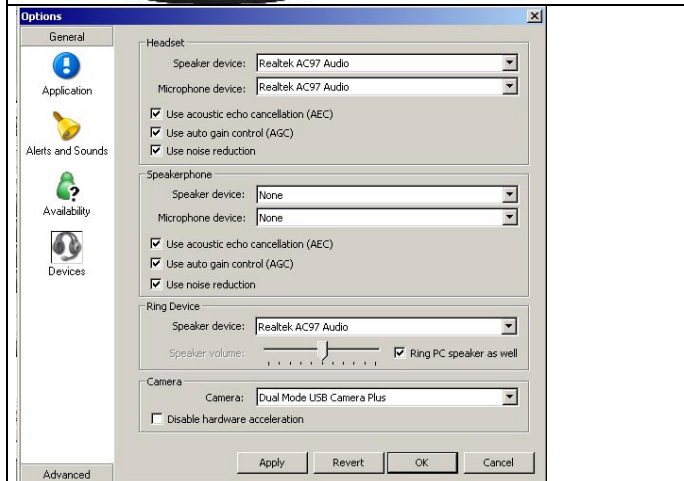 Options
General
Application
Alerts and Sounds
Availability
Devices
Advanced
Headset
Speaker device: Realtek AC97 Audio
Microphone device: Realtek AC97 Audio
Use acoustic echo cancellation (AEC)
Use auto gain control (AGC)
Use noise reduction
Speakerphone
Speaker device: None
Microphone device: None
Use acoustic echo cancellation (AEC)
Use auto gain control (AGC)
Use noise reduction
Ring Device
Speaker device: Realtek AC97 Audio
Speaker volume: Ring PC speaker as well
Camera
Camera: Dual Mode USB Camera Plus
Disable hardware acceleration
Apply Revert OK Cancel